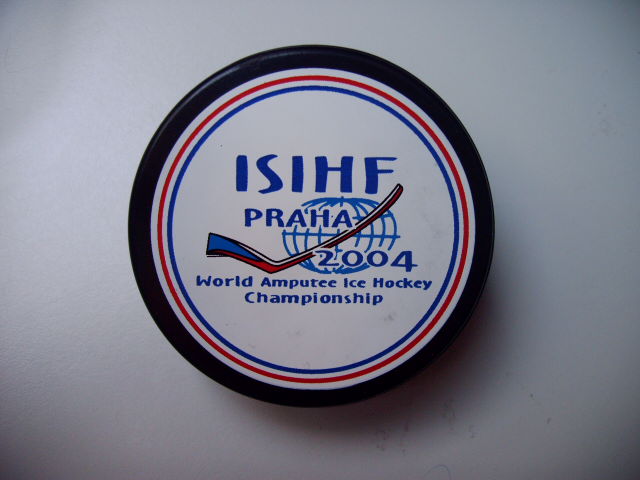 ISIHF
PRAHA
2004
World Amputee Ice Hockey
Championship